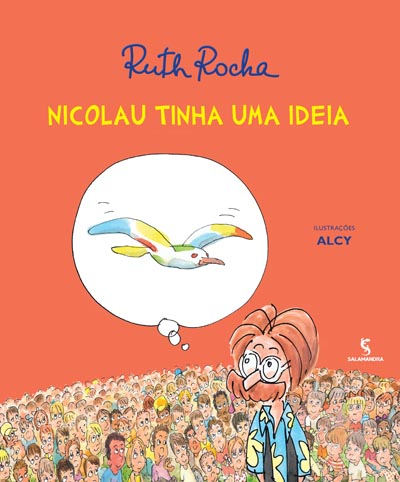 Ruth Rocha
NICOLAU TINHA UMA IDEIA
ILUSTRAÇÕES
ALCY
SALAMANDRA